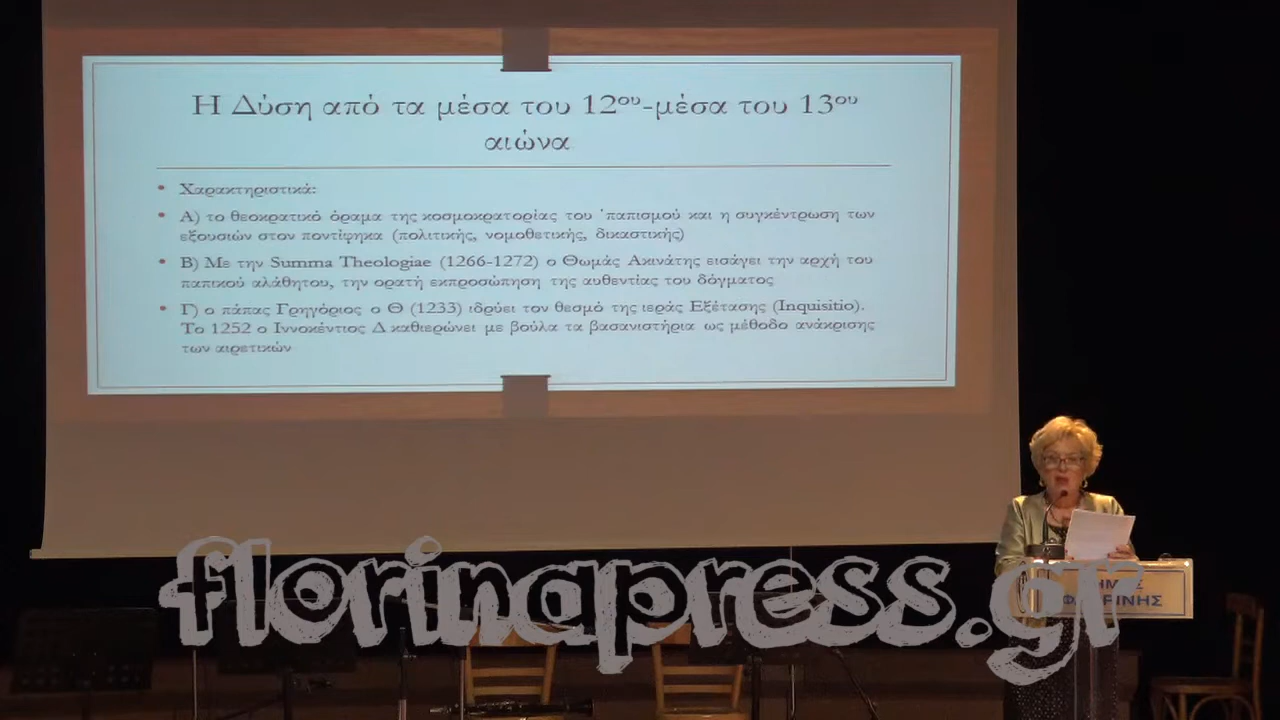 Η Δύση από τα μέσα του 12ου-μέσα του 13ου
αιώνα
• Χαρακτηριστικά:
• Α) το θεοκρατικό όραμα της κοσμοκρατορίας του ΄παπισμού και η συγκέντρωση των
εξουσιών στον ποντίφηκα (πολιτικής, νομοθετικής, δικαστικής)
• Β) Με την Summa Theologiae (1266-1272) ο Θωμάς Ακινάτης εισάγει την αρχή του
παπικού αλάθητου, την ορατή εκπροσώπηση της αυθεντίας του δόγματος
• Γ) ο πάπας Γρηγόριος ο Θ (1233) ιδρύει τον θεσμό της ιεράς Εξέτασης (Inquisitio).
Το 1252 ο Ιννοκέντιος Δ καθιερώνει με βούλα τα βασανιστήρια ως μέθοδο ανάκρισης
των αιρετικών
florinapress.gr